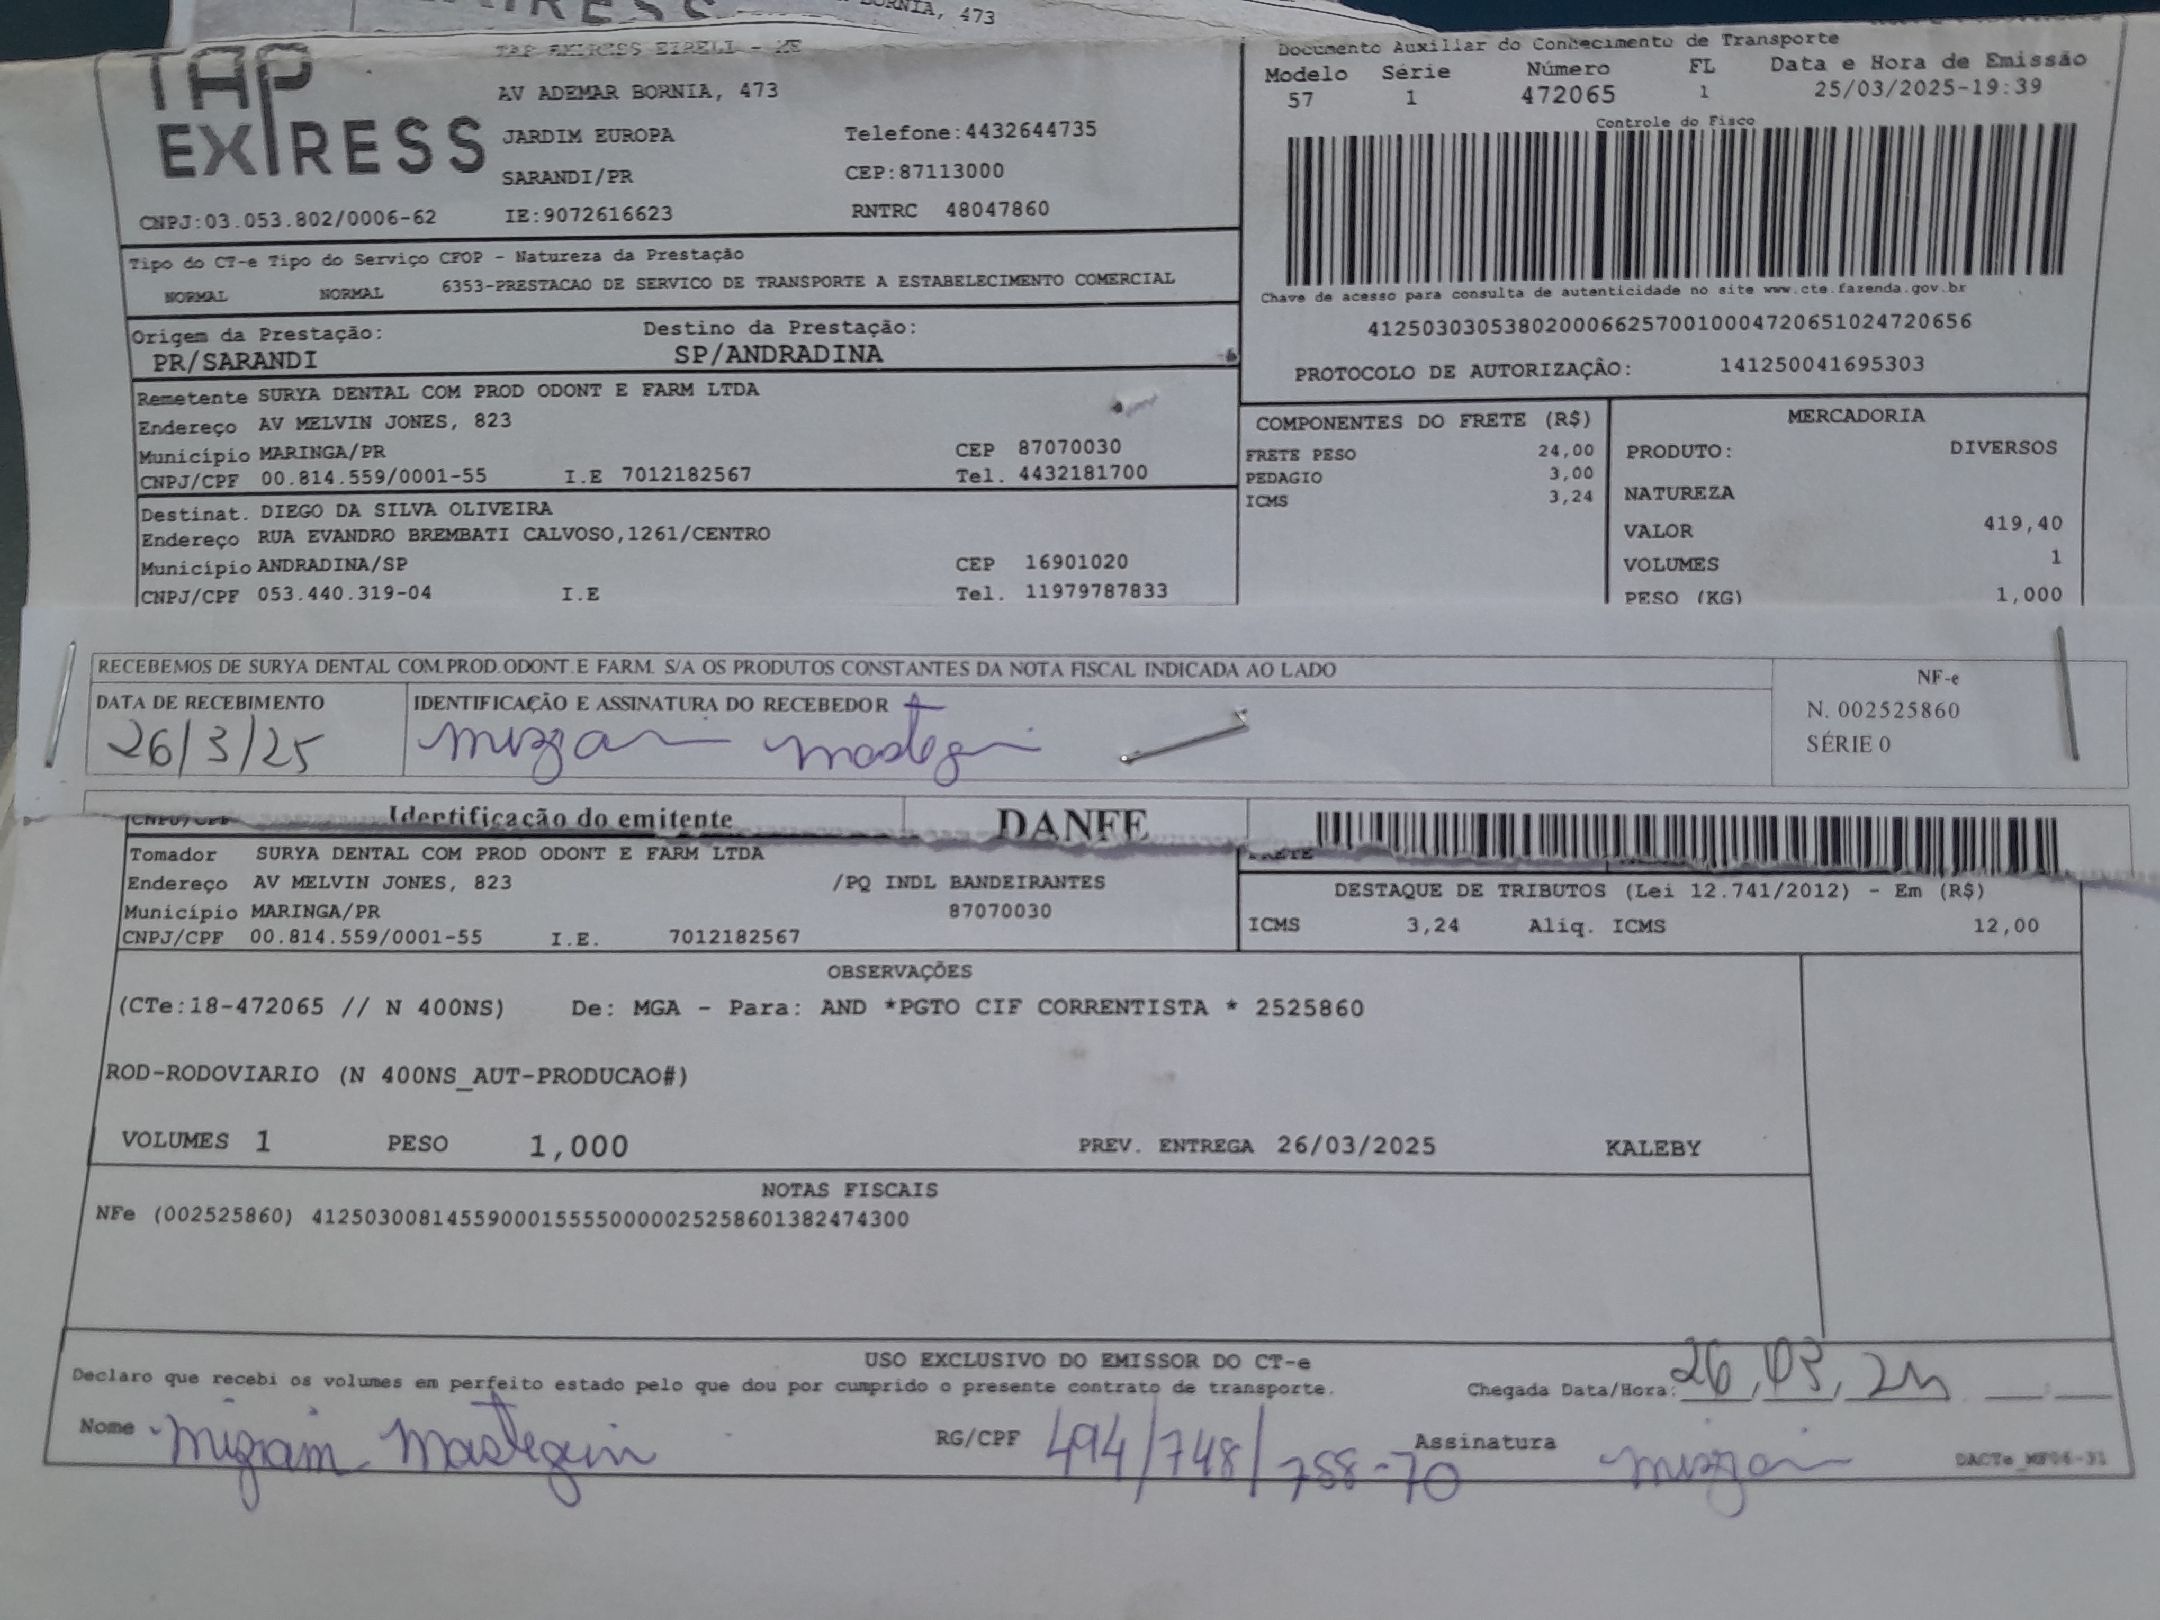 BORNIA, 473
TAP EXPRESS
TAP EXPRESS EIRELI - ME
AV ADEMAR BORNIA, 473
JARDIM EUROPA Telefone:4432644735
SARANDI/PR CEP:87113000
CNPJ:03.053.802/0006-62 IE:9072616623 RNTRC 48047860
Documento Auxiliar do Conhecimento de Transporte
Modelo Série Número FL Data e Hora de Emissão
57 1 472065 1 25/03/2025-19:39
Controle do Fisco
Chave de acesso para consulta de autenticidade no site www.cte.fazenda.gov.br
41250303053802000662570010004720651024720656
PROTOCOLO DE AUTORIZAÇÃO: 141250041695303
Tipo do CT-e Tipo do Serviço CFOP - Natureza da Prestação
NORMAL NORMAL 6353-PRESTACAO DE SERVICO DE TRANSPORTE A ESTABELECIMENTO COMERCIAL
Origem da Prestação: Destino da Prestação:
PR/SARANDI SP/ANDRADINA
Remetente SURYA DENTAL COM PROD ODONT E FARM LTDA
Endereço AV MELVIN JONES, 823
Município MARINGA/PR CEP 87070030
CNPJ/CPF 00.814.559/0001-55 I.E 7012182567 Tel. 4432181700
Destinat. DIEGO DA SILVA OLIVEIRA
Endereço RUA EVANDRO BREMBATI CALVOSO,1261/CENTRO
Município ANDRADINA/SP CEP 16901020
CNPJ/CPF 053.440.319-04 I.E Tel. 11979787833
COMPONENTES DO FRETE (R$)
FRETE PESO 24,00
PEDAGIO 3,00
ICMS 3,24
MERCADORIA
PRODUTO: DIVERSOS
NATUREZA
VALOR 419,40
VOLUMES 1
PESO (KG) 1,000
RECEBEMOS DE SURYA DENTAL COM.PROD.ODONT.E FARM. S/A OS PRODUTOS CONSTANTES DA NOTA FISCAL INDICADA AO LADO
DATA DE RECEBIMENTO IDENTIFICAÇÃO E ASSINATURA DO RECEBEDOR
26/3/25
NF-e
N. 002525860
SÉRIE 0
Identificação do emitente DANFE
CNPJ/CPF
FRETE
Tomador SURYA DENTAL COM PROD ODONT E FARM LTDA
Endereço AV MELVIN JONES, 823 /PQ INDL BANDEIRANTES
Município MARINGA/PR 87070030
CNPJ/CPF 00.814.559/0001-55 I.E. 7012182567
DESTAQUE DE TRIBUTOS (Lei 12.741/2012) - Em (R$)
ICMS 3,24 Aliq. ICMS 12,00
OBSERVAÇÕES
(CTe:18-472065 // N 400NS) De: MGA - Para: AND *PGTO CIF CORRENTISTA * 2525860
ROD-RODOVIARIO (N 400NS_AUT-PRODUCAO#)
VOLUMES 1 PESO 1,000 PREV. ENTREGA 26/03/2025 KALEBY
NOTAS FISCAIS
NFe (002525860) 41250300814559000155550000025258601382474300
USO EXCLUSIVO DO EMISSOR DO CT-e
Declaro que recebi os volumes em perfeito estado pelo que dou por cumprido o presente contrato de transporte.
Chegada Data/Hora: 26,03,
Nome
RG/CPF 494/748/788-70
Assinatura